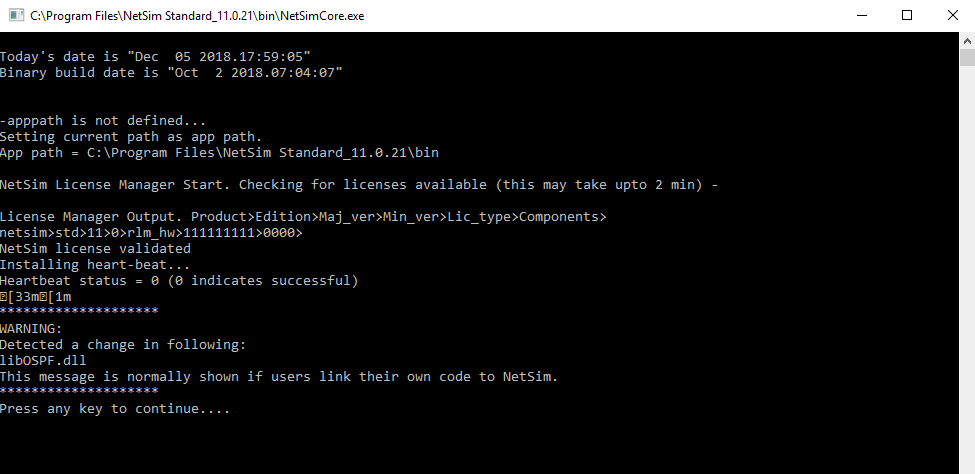 C:\Program Files\NetSim Standard_11.0.21\bin\NetSimCore.exe
Today's date is "Dec  05 2018.17:59:05"
Binary build date is "Oct  2 2018.07:04:07"
-apppath is not defined...
Setting current path as app path.
App path = C:\Program Files\NetSim Standard_11.0.21\bin
NetSim License Manager Start. Checking for licenses available (this may take upto 2 min) -
License Manager Output. Product>Edition>Maj_ver>Min_ver>Lic_type>Components>
netsim>std>11>0>rlm_hw>111111111>0000>
NetSim license validated
Installing heart-beat...
Heartbeat status = 0 (0 indicates successful)
⍰[33m⍰[1m
********************
WARNING:
Detected a change in following:
libOSPF.dll
This message is normally shown if users link their own code to NetSim.
********************
Press any key to continue....